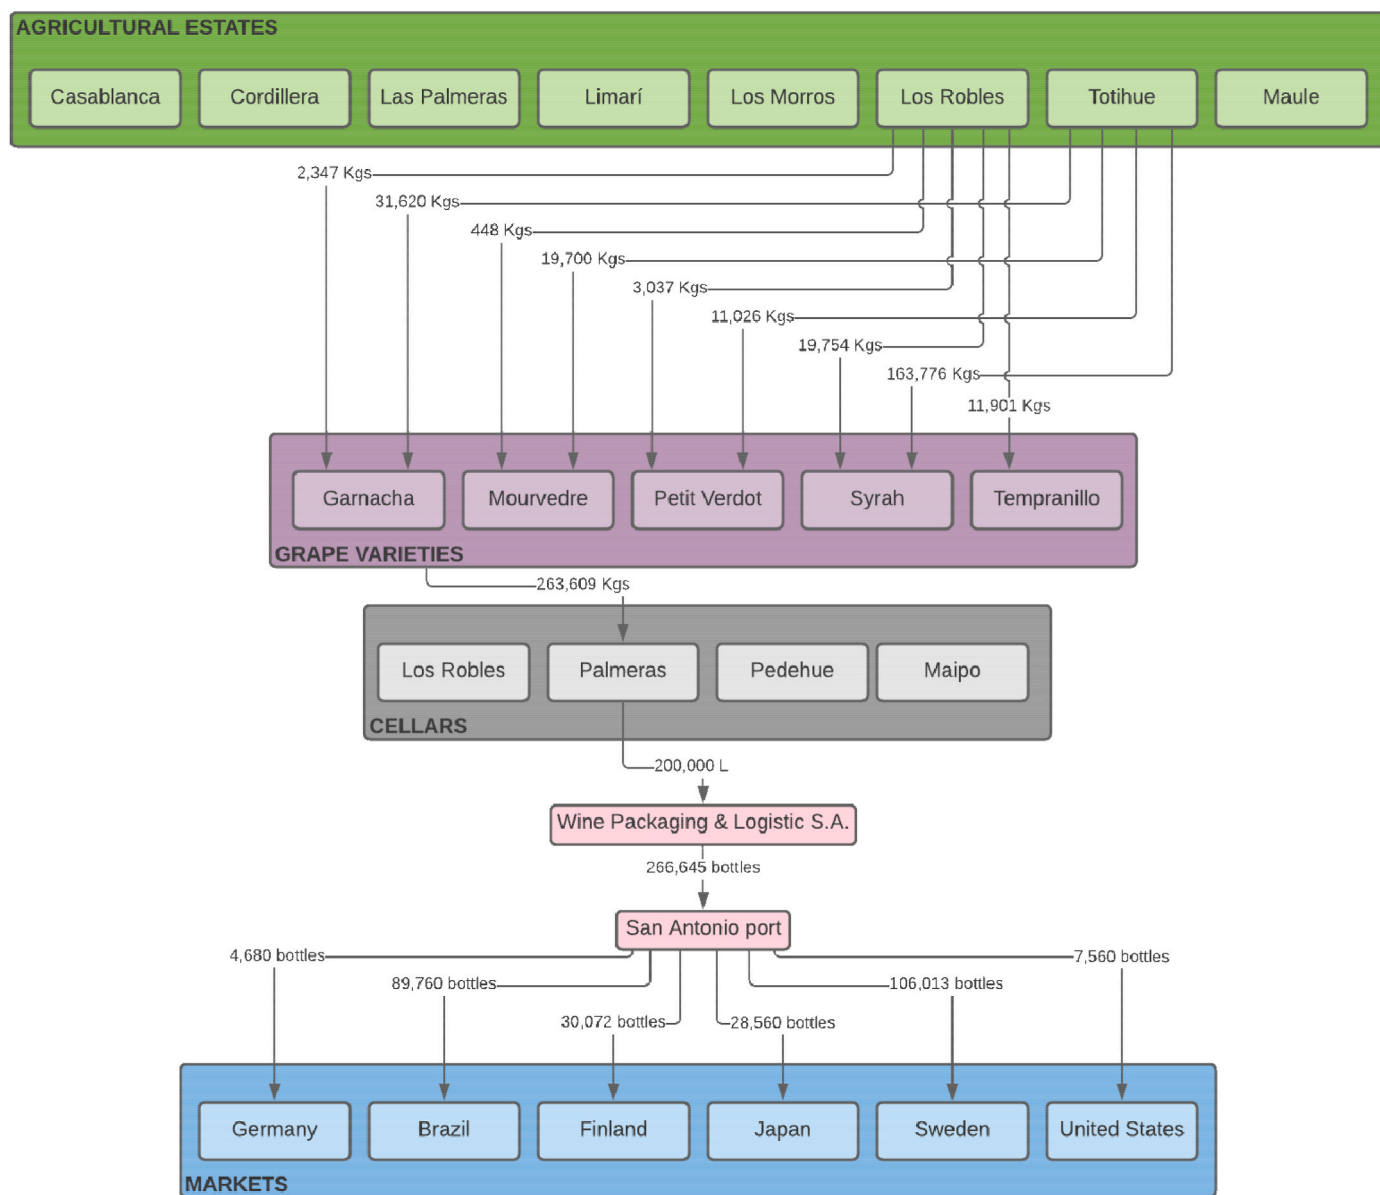 AGRICULTURAL ESTATES
Casablanca
Cordillera
Las Palmeras
Limarí
Los Morros
Los Robles
Totihue
Maule
2,347 Kgs
31,620 Kgs
448 Kgs
19,700 Kgs
3,037 Kgs
11,026 Kgs
19,754 Kgs
163,776 Kgs
11,901 Kgs
Garnacha
Mourvedre
Petit Verdot
Syrah
Tempranillo
GRAPE VARIETIES
263,609 Kgs
Los Robles
Palmeras
Pedehue
Maipo
CELLARS
200,000 L
Wine Packaging & Logistic S.A.
266,645 bottles
San Antonio port
4,680 bottles
7,560 bottles
89,760 bottles
106,013 bottles
30,072 bottles
28,560 bottles
Germany
Brazil
Finland
Japan
Sweden
United States
MARKETS